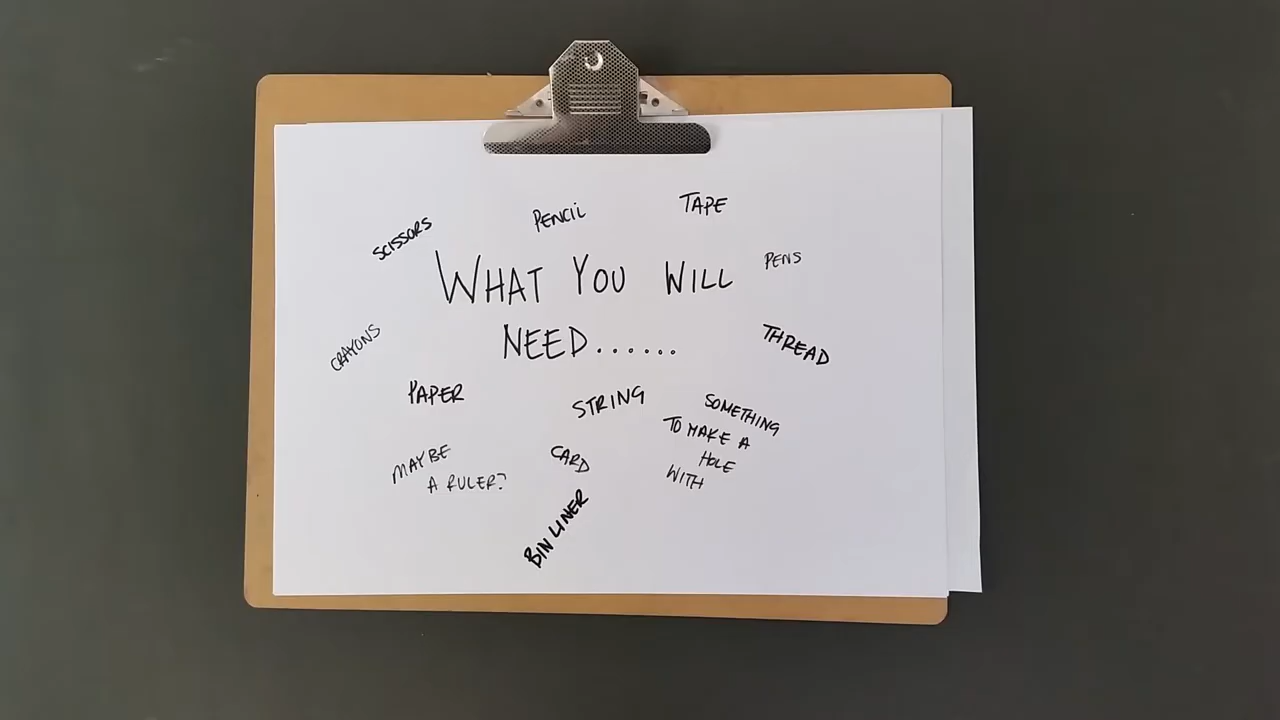 SCISSORS
PENCIL
TAPE
WHAT YOU WILL
PENS
NEED......
CRAYONS
THREAD
PAPER
STRING
SOMETHING
TO MAKE A
HOLE
WITH
MAYBE
A RULER?
CARD
BIN LINER